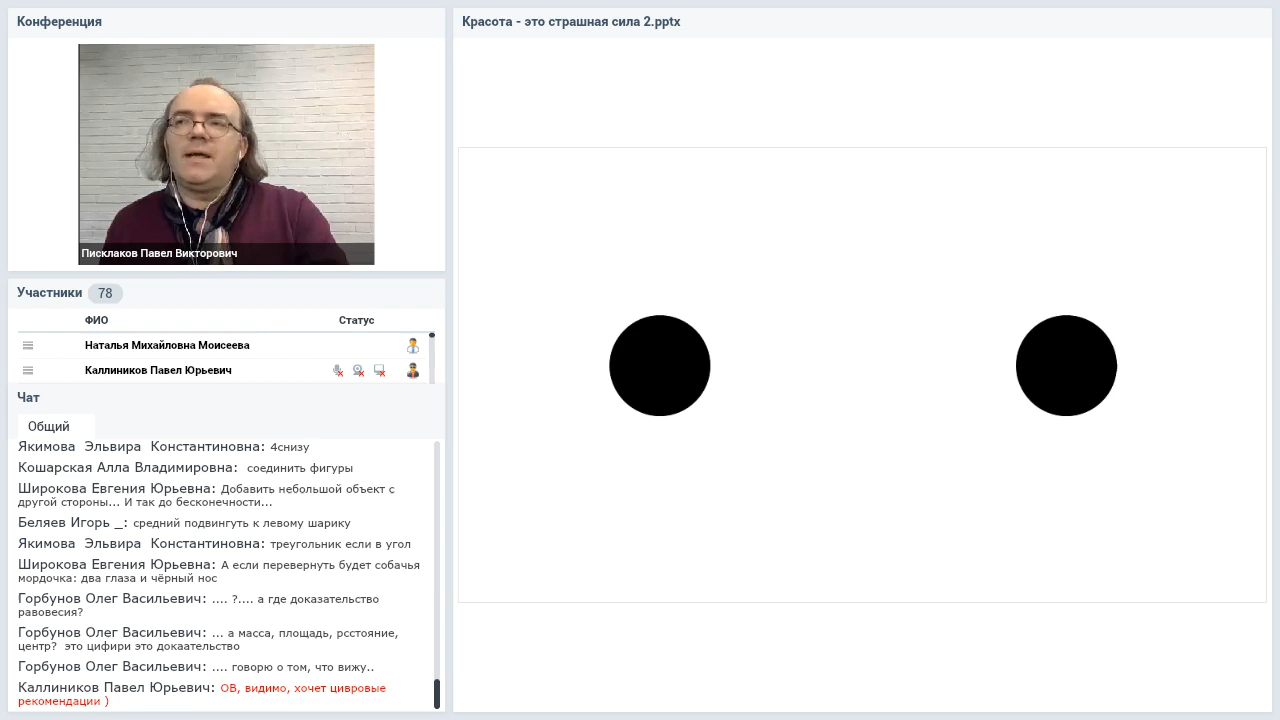 Конференция
Писклаков Павел Викторович
Участники 78
ФИО Статус
Наталья Михайловна Моисеева
Каллиников Павел Юрьевич
Чат
Общий
Якимова Эльвира Константиновна: 4снизу
Кошарская Алла Владимировна: соединить фигуры
Широкова Евгения Юрьевна: Добавить небольшой объект с
другой стороны... И так до бесконечности...
Беляев Игорь _: средний подвингуть к левому шарику
Якимова Эльвира Константиновна: треугольник если в угол
Широкова Евгения Юрьевна: А если перевернуть будет собачья
мордочка: два глаза и чёрный нос
Горбунов Олег Васильевич: .... ?.... а где доказательство
равовесия?
Горбунов Олег Васильевич: ... а масса, площадь, рсстояние,
центр? это цифири это докаательство
Горбунов Олег Васильевич: .... говорю о том, что вижу..
Каллиников Павел Юрьевич: ОВ, видимо, хочет цивровые
рекомендации )
Красота - это страшная сила 2.pptx